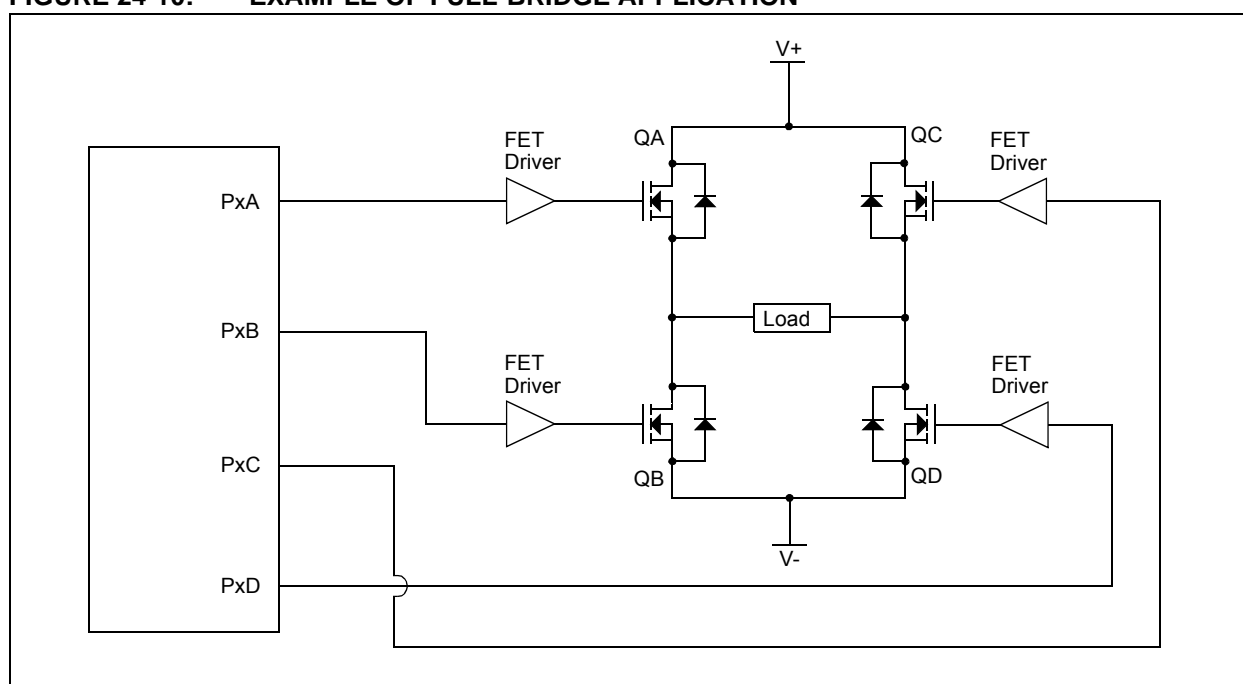 FIGURE 24-10: EXAMPLE OF FULL-BRIDGE APPLICATION
V+
FET
Driver
QA
QC
FET
Driver
PxA
Load
PxB
FET
Driver
FET
Driver
PxC
QB
QD
V-
PxD